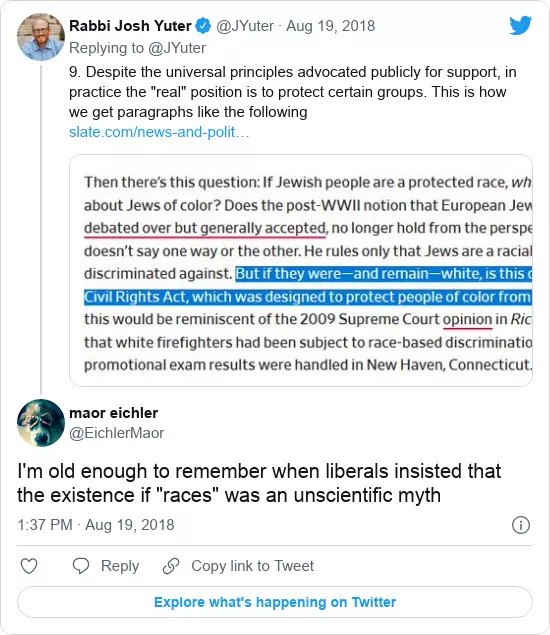 Rabbi Josh Yuter @JYuter · Aug 19, 2018
Replying to @JYuter
9. Despite the universal principles advocated publicly for support, in
practice the "real" position is to protect certain groups. This is how
we get paragraphs like the following
slate.com/news-and-polit…
Then there's this question: If Jewish people are a protected race, wh
about Jews of color? Does the post-WWII notion that European Jew
debated over but generally accepted, no longer hold from the perspe
doesn't say one way or the other. He rules only that Jews are a racial
discriminated against. But if they were—and remain—white, is this
Civil Rights Act, which was designed to protect people of color from
this would be reminiscent of the 2009 Supreme Court opinion in Ric
that white firefighters had been subject to race-based discriminatio
promotional exam results were handled in New Haven, Connecticut.
maor eichler
@EichlerMaor
I'm old enough to remember when liberals insisted that
the existence if "races" was an unscientific myth
1:37 PM · Aug 19, 2018
Reply
Copy link to Tweet
Explore what's happening on Twitter